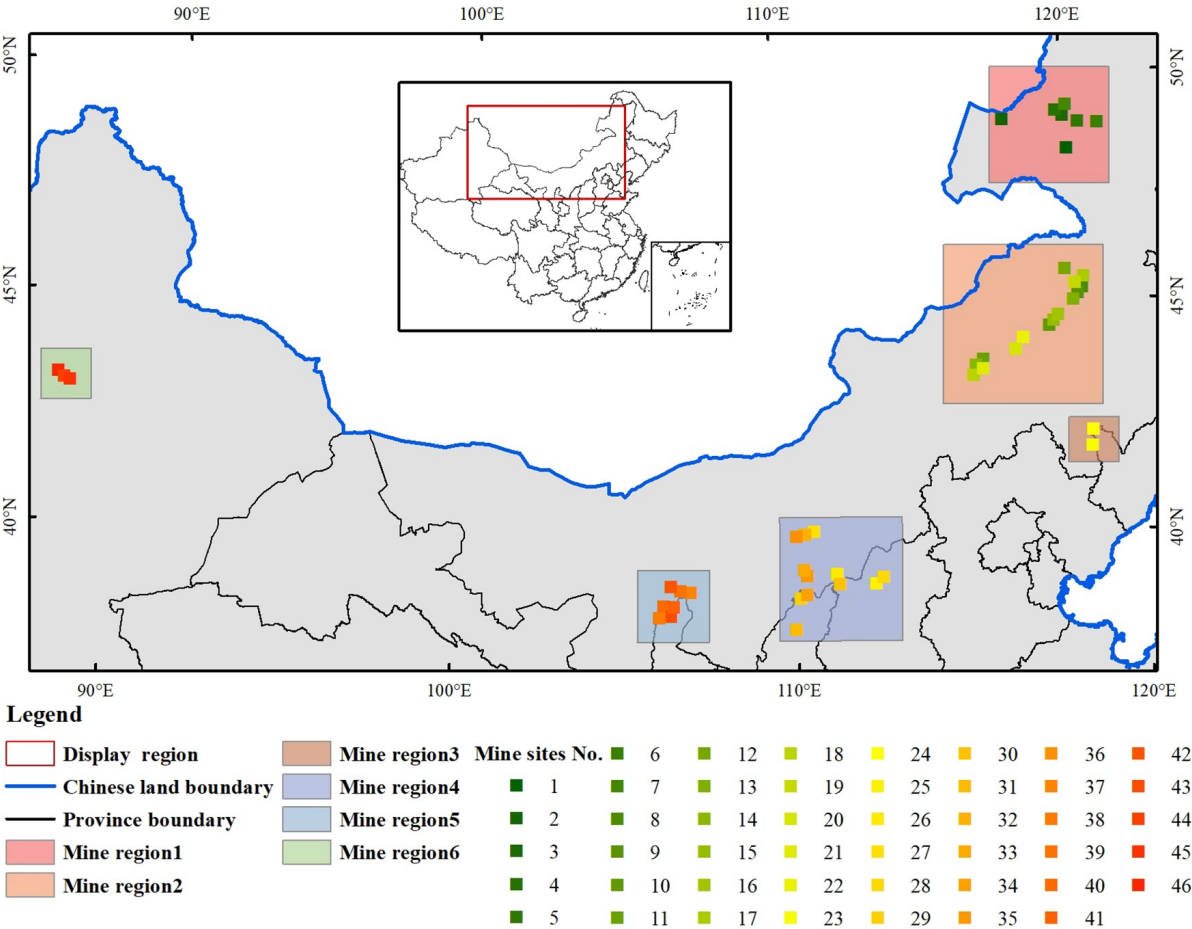 90°E 100°E 110°E 120°E
50°N 50°N
45°N 45°N
40°N 40°N
90°E 100°E 110°E 120°E
Legend
Display region
Chinese land boundary
Province boundary
Mine region1
Mine region2
Mine region3
Mine region4
Mine region5
Mine region6
Mine sites No.
1
2
3
4
5
6
7
8
9
10
11
12
13
14
15
16
17
18
19
20
21
22
23
24
25
26
27
28
29
30
31
32
33
34
35
36
37
38
39
40
41
42
43
44
45
46